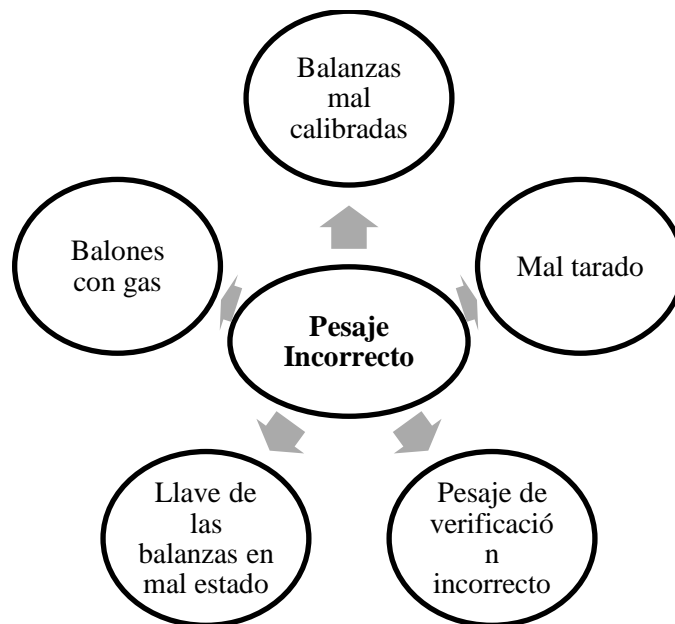 Balanzas
mal
calibradas
Balones
con gas
Mal tarado
Pesaje
Incorrecto
Llave de
las
balanzas en
mal estado
Pesaje de
verificació
n
incorrecto